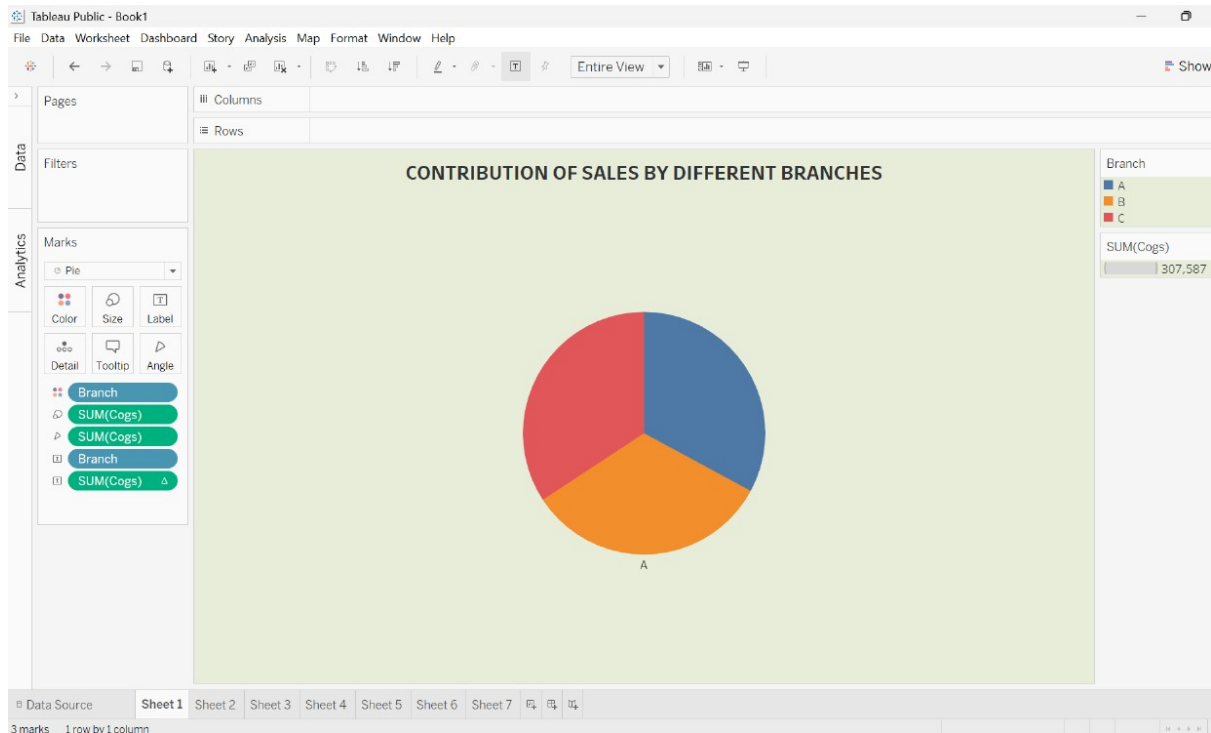 Tableau Public - Book1
File Data Worksheet Dashboard Story Analysis Map Format Window Help
Entire View
Show
Pages
Columns
Rows
Data
Analytics
Filters
Marks
Pie
Color Size Label
Detail Tooltip Angle
Branch
SUM(Cogs)
SUM(Cogs)
Branch
SUM(Cogs)
CONTRIBUTION OF SALES BY DIFFERENT BRANCHES
A
Branch
A
B
C
SUM(Cogs)
307,587
Data Source Sheet 1 Sheet 2 Sheet 3 Sheet 4 Sheet 5 Sheet 6 Sheet 7
3 marks 1 row by 1 column